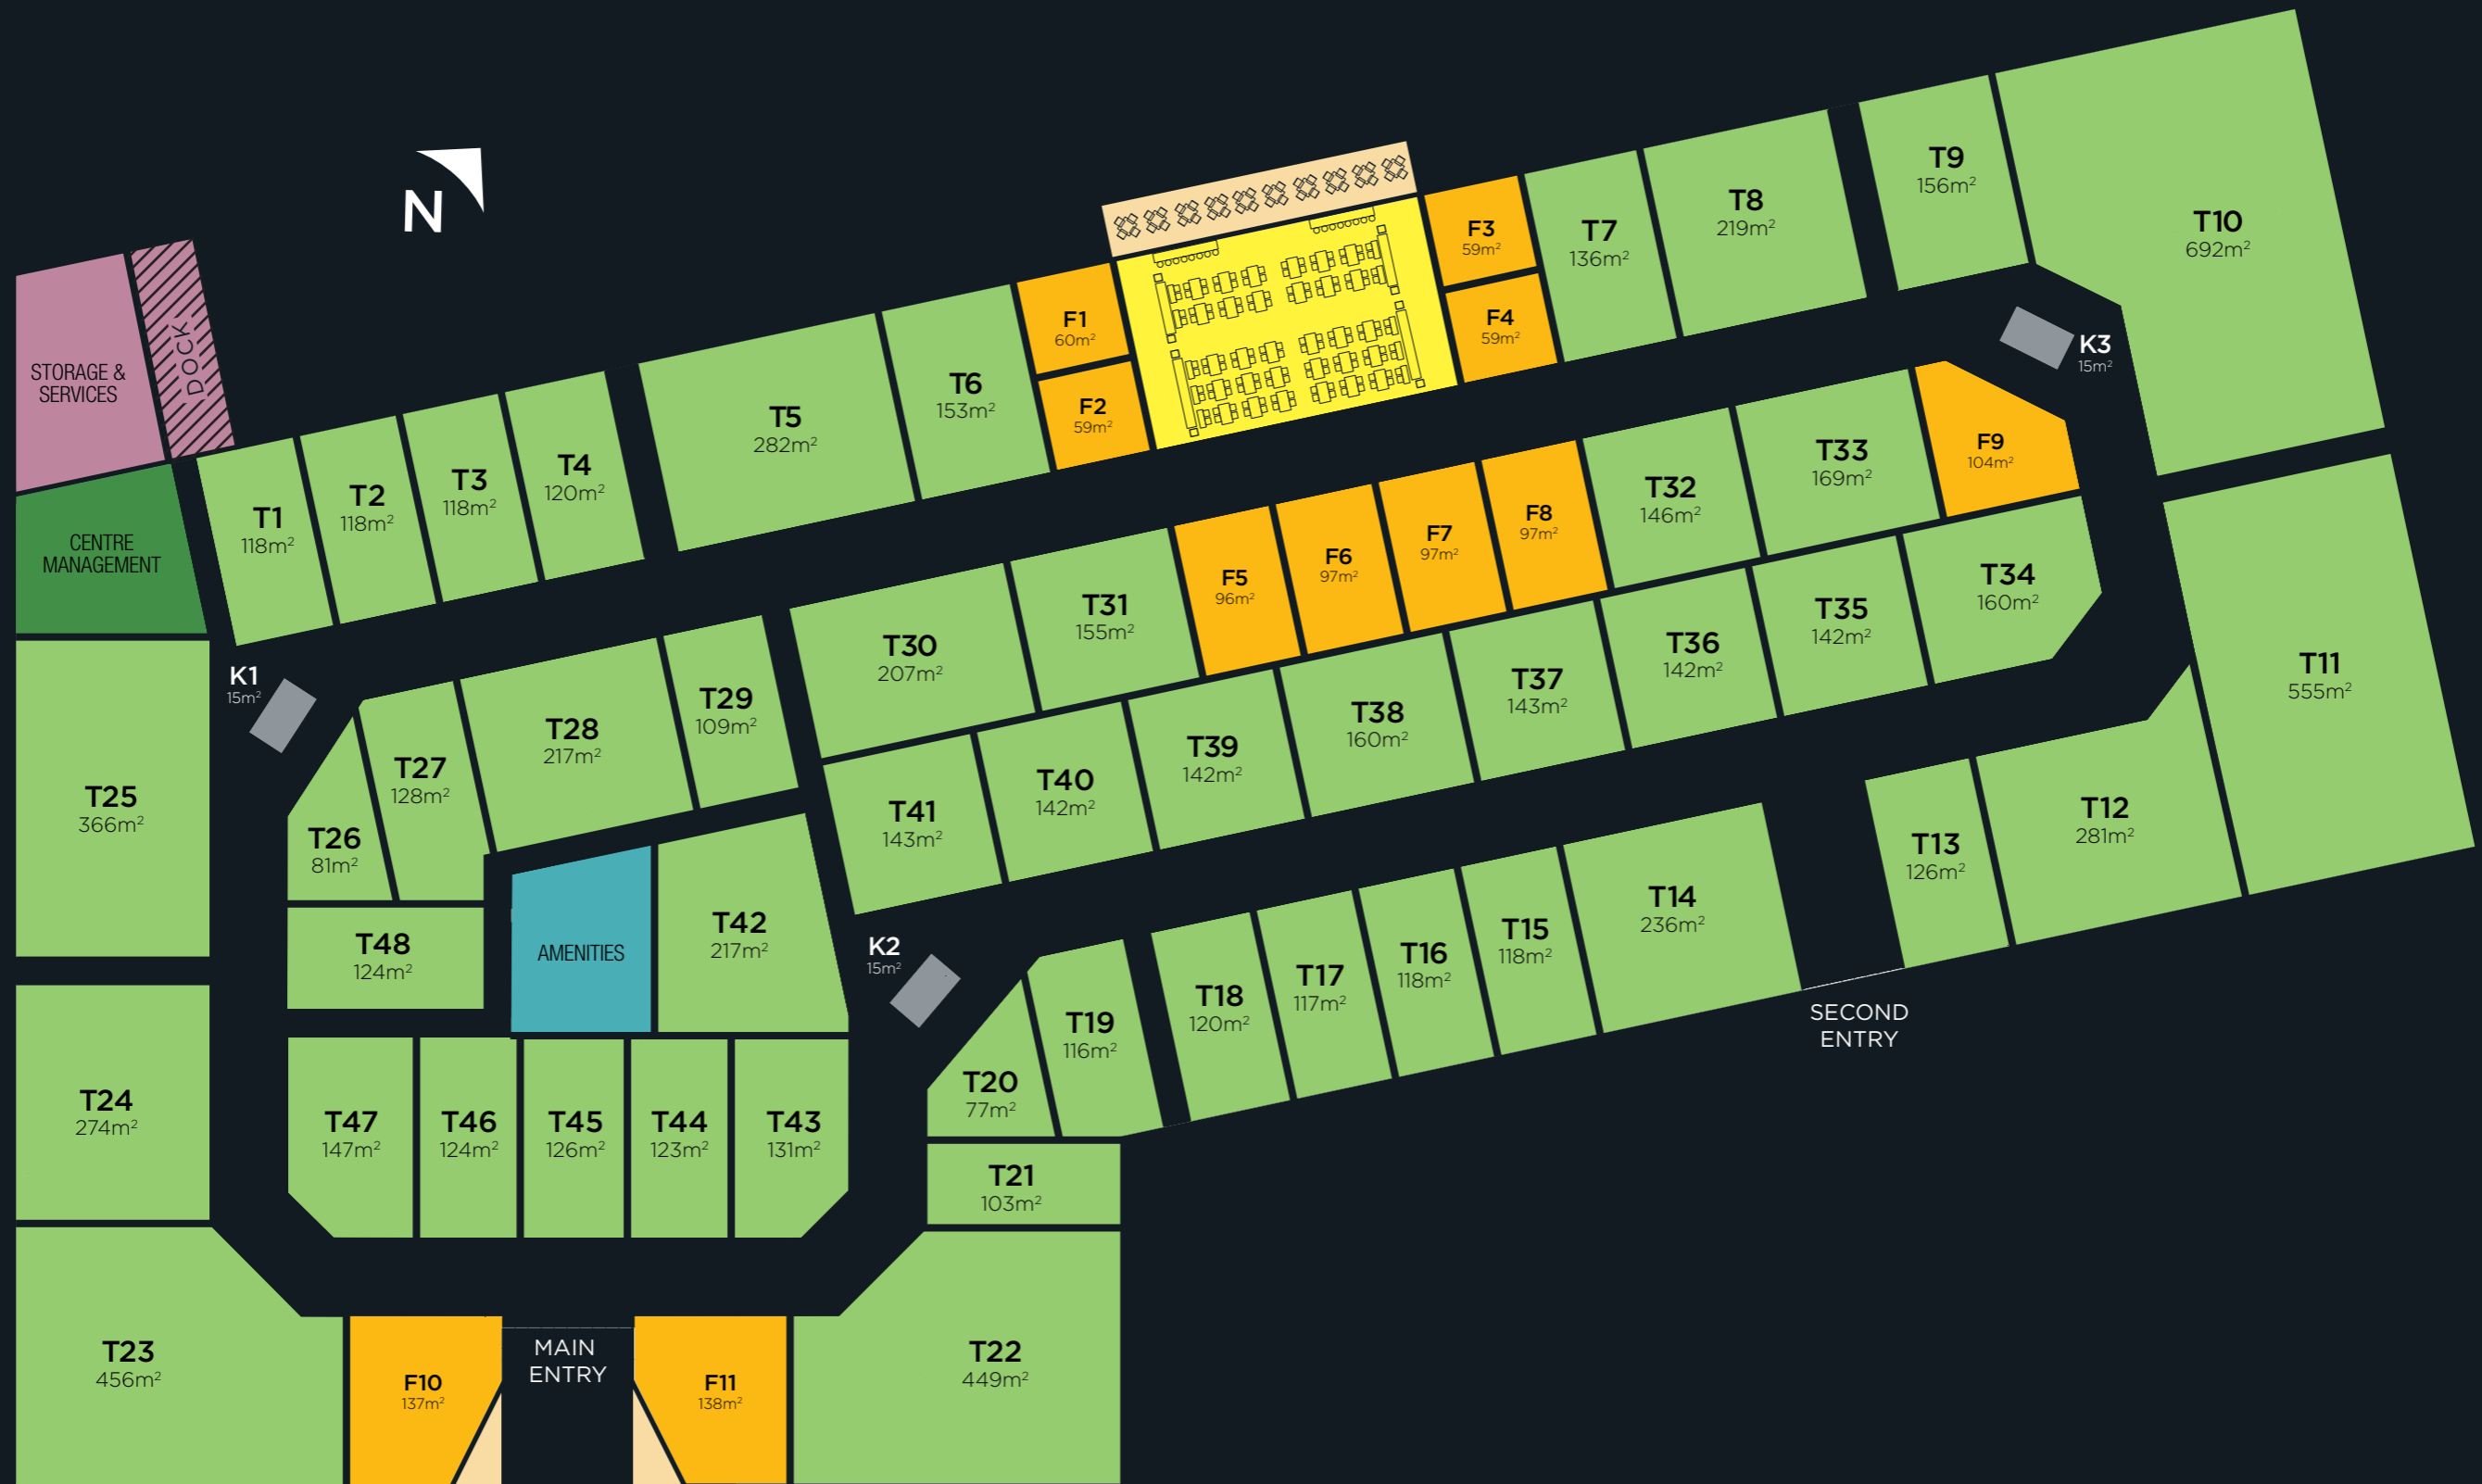 N
STORAGE &
SERVICES
DOCK
CENTRE
MANAGEMENT
T1
118m²
T2
118m²
T3
118m²
T4
120m²
T5
282m²
T6
153m²
F1
60m²
F2
59m²
F3
59m²
F4
59m²
T7
136m²
T8
219m²
T9
156m²
T10
692m²
K3
15m²
T11
555m²
T12
281m²
T13
126m²
SECOND
ENTRY
T14
236m²
T15
118m²
T16
118m²
T17
117m²
T18
120m²
T19
116m²
T20
77m²
T21
103m²
T22
449m²
K2
15m²
K1
15m²
T25
366m²
T24
274m²
T23
456m²
T26
81m²
T27
128m²
T28
217m²
T29
109m²
T30
207m²
T31
155m²
F5
96m²
F6
97m²
F7
97m²
F8
97m²
T32
146m²
T33
169m²
F9
104m²
T34
160m²
T35
142m²
T36
142m²
T37
143m²
T38
160m²
T39
142m²
T40
142m²
T41
143m²
T42
217m²
AMENITIES
T48
124m²
T47
147m²
T46
124m²
T45
126m²
T44
123m²
T43
131m²
F10
137m²
MAIN
ENTRY
F11
138m²